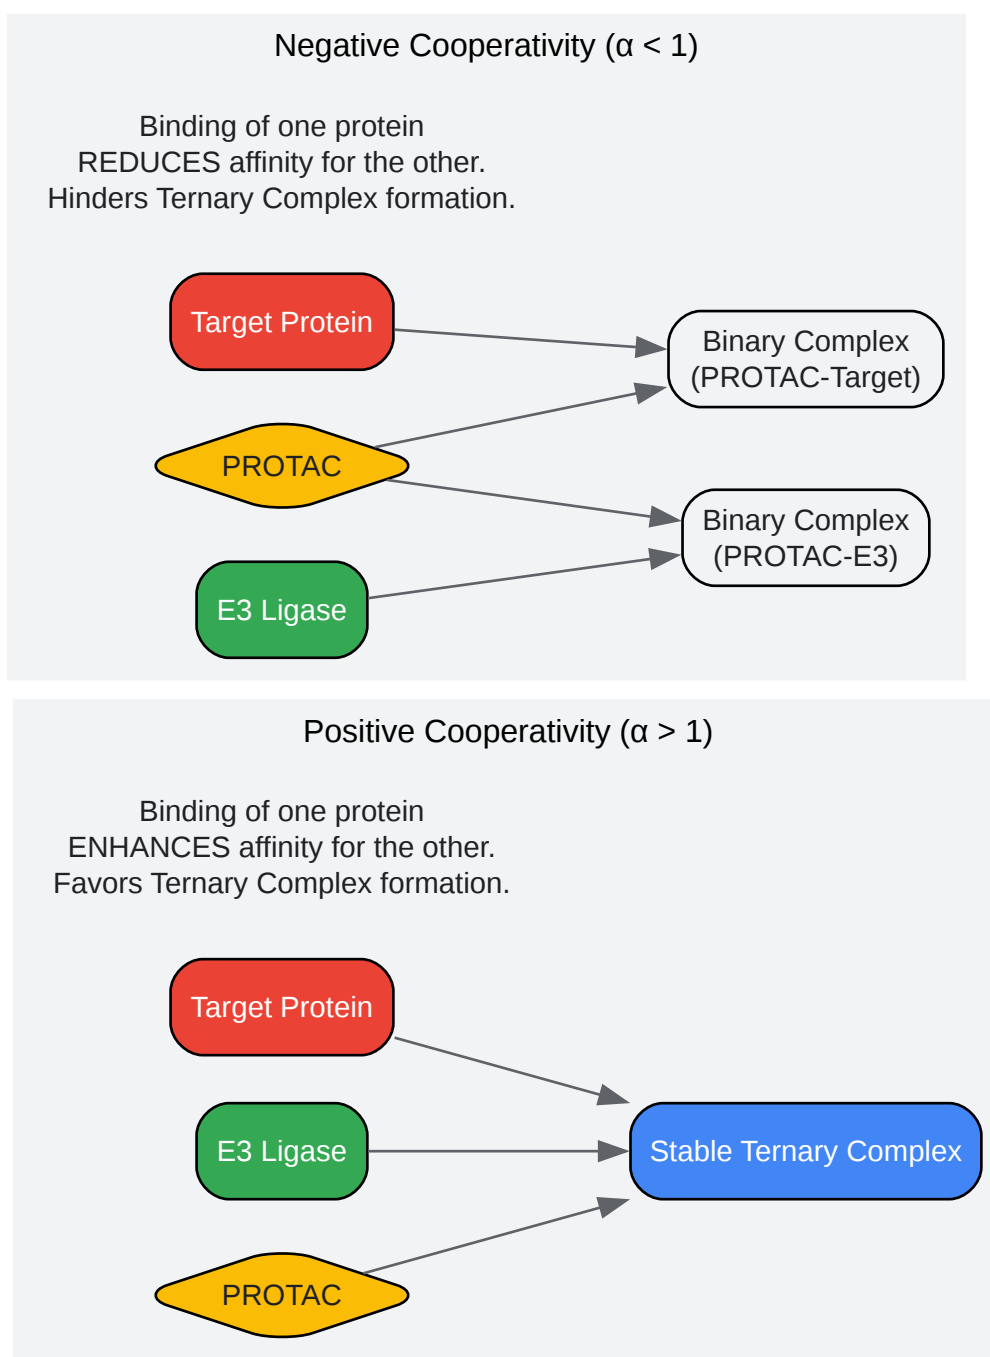 Negative Cooperativity (α < 1)
Binding of one protein
REDUCES affinity for the other.
Hinders Ternary Complex formation.
Target Protein
Binary Complex
(PROTAC-Target)
PROTAC
Binary Complex
(PROTAC-E3)
E3 Ligase
Positive Cooperativity (α > 1)
Binding of one protein
ENHANCES affinity for the other.
Favors Ternary Complex formation.
Target Protein
E3 Ligase
Stable Ternary Complex
PROTAC